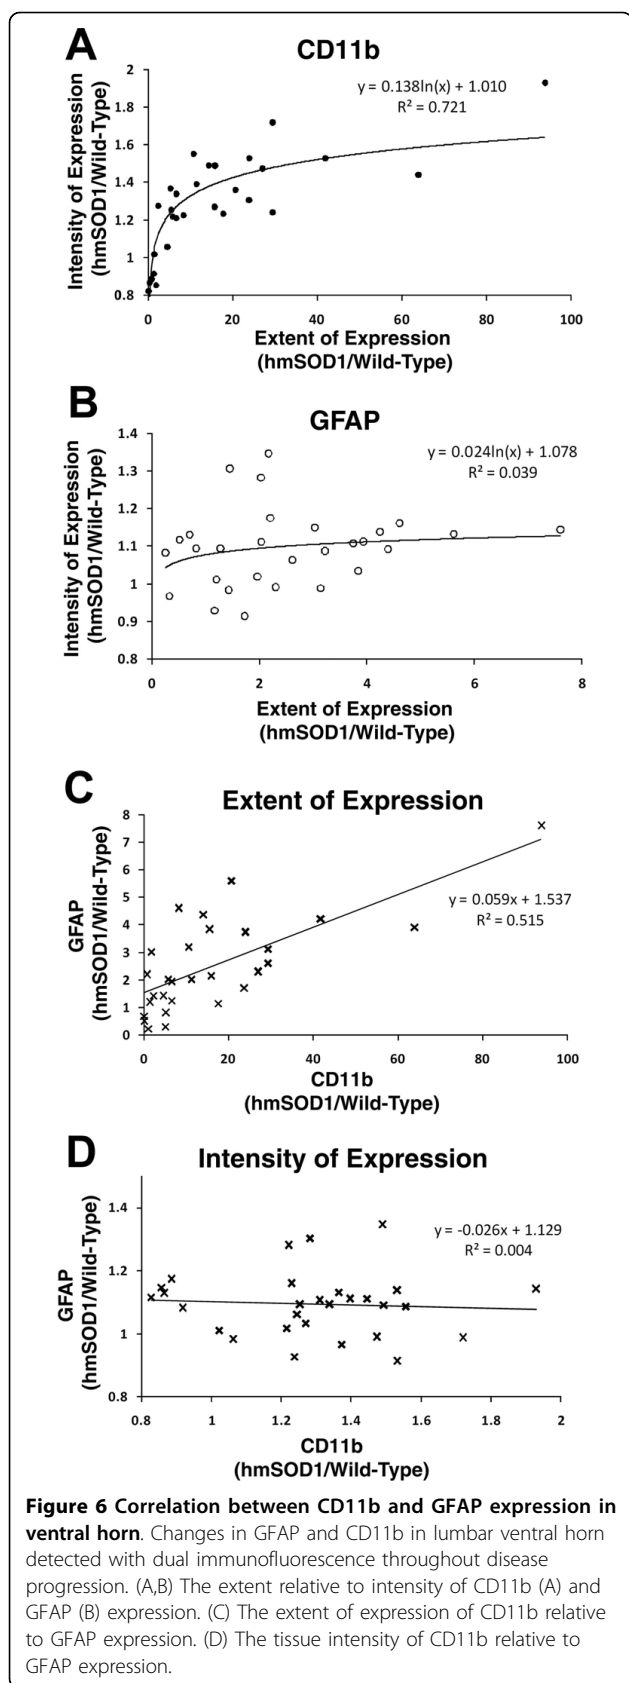 A
CD11b
y = 0.138ln(x) + 1.010
R² = 0.721
Intensity of Expression
(hmSOD1/Wild-Type)
2
1.8
1.6
1.4
1.2
1
0.8
0 20 40 60 80 100
Extent of Expression
(hmSOD1/Wild-Type)
B
GFAP
y = 0.024ln(x) + 1.078
R² = 0.039
Intensity of Expression
(hmSOD1/Wild-Type)
1.4
1.3
1.2
1.1
1
0.9
0.8
0 2 4 6 8
Extent of Expression
(hmSOD1/Wild-Type)
C
Extent of Expression
y = 0.059x + 1.537
R² = 0.515
GFAP
(hmSOD1/Wild-Type)
8
7
6
5
4
3
2
1
0
0 20 40 60 80 100
CD11b
(hmSOD1/Wild-Type)
D
Intensity of Expression
y = -0.026x + 1.129
R² = 0.004
GFAP
(hmSOD1/Wild-Type)
1.4
1.2
1
0.8
0.8 1 1.2 1.4 1.6 1.8 2
CD11b
(hmSOD1/Wild-Type)
Figure 6 Correlation between CD11b and GFAP expression in
ventral horn. Changes in GFAP and CD11b in lumbar ventral horn
detected with dual immunofluorescence throughout disease
progression. (A,B) The extent relative to intensity of CD11b (A) and
GFAP (B) expression. (C) The extent of expression of CD11b relative
to GFAP expression. (D) The tissue intensity of CD11b relative to
GFAP expression.